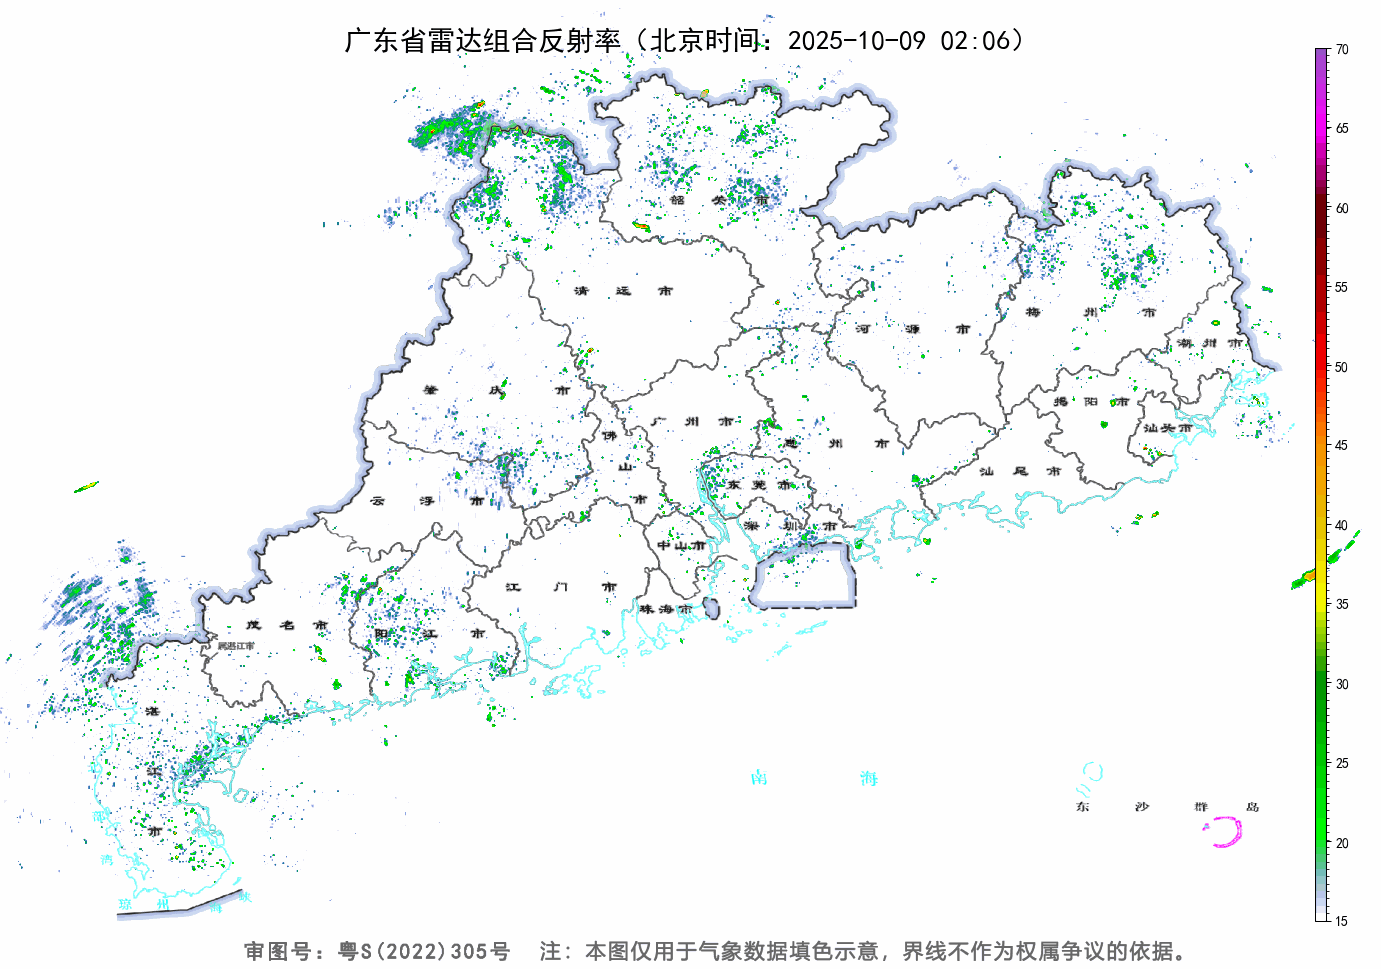 广东省雷达组合反射率（北京时间：2025-10-09 02:06）
70
65
60
55
50
45
40
35
30
25
20
15
韶关市
清远市
河源市
梅州市
潮州市
肇庆市
广州市
佛山市
惠州市
揭阳市
汕头市
汕尾市
云浮市
东莞市
深圳市
中山市
珠海市
江门市
阳江市
茂名市
属湛江市
湛江市
南海
东沙群岛
湾
琼州海峡
审图号：粤S(2022)305号 注：本图仅用于气象数据填色示意，界线不作为权属争议的依据。